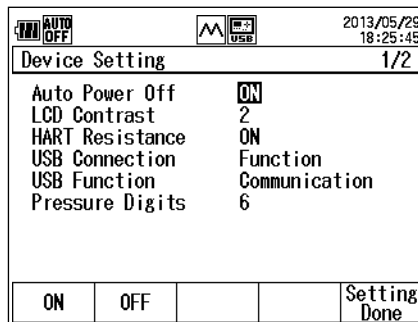 AUTO OFF USB 2013/05/29 18:25:45
Device Setting 1/2
Auto Power Off ON
LCD Contrast 2
HART Resistance ON
USB Connection Function
USB Function Communication
Pressure Digits 6
ON OFF Setting Done